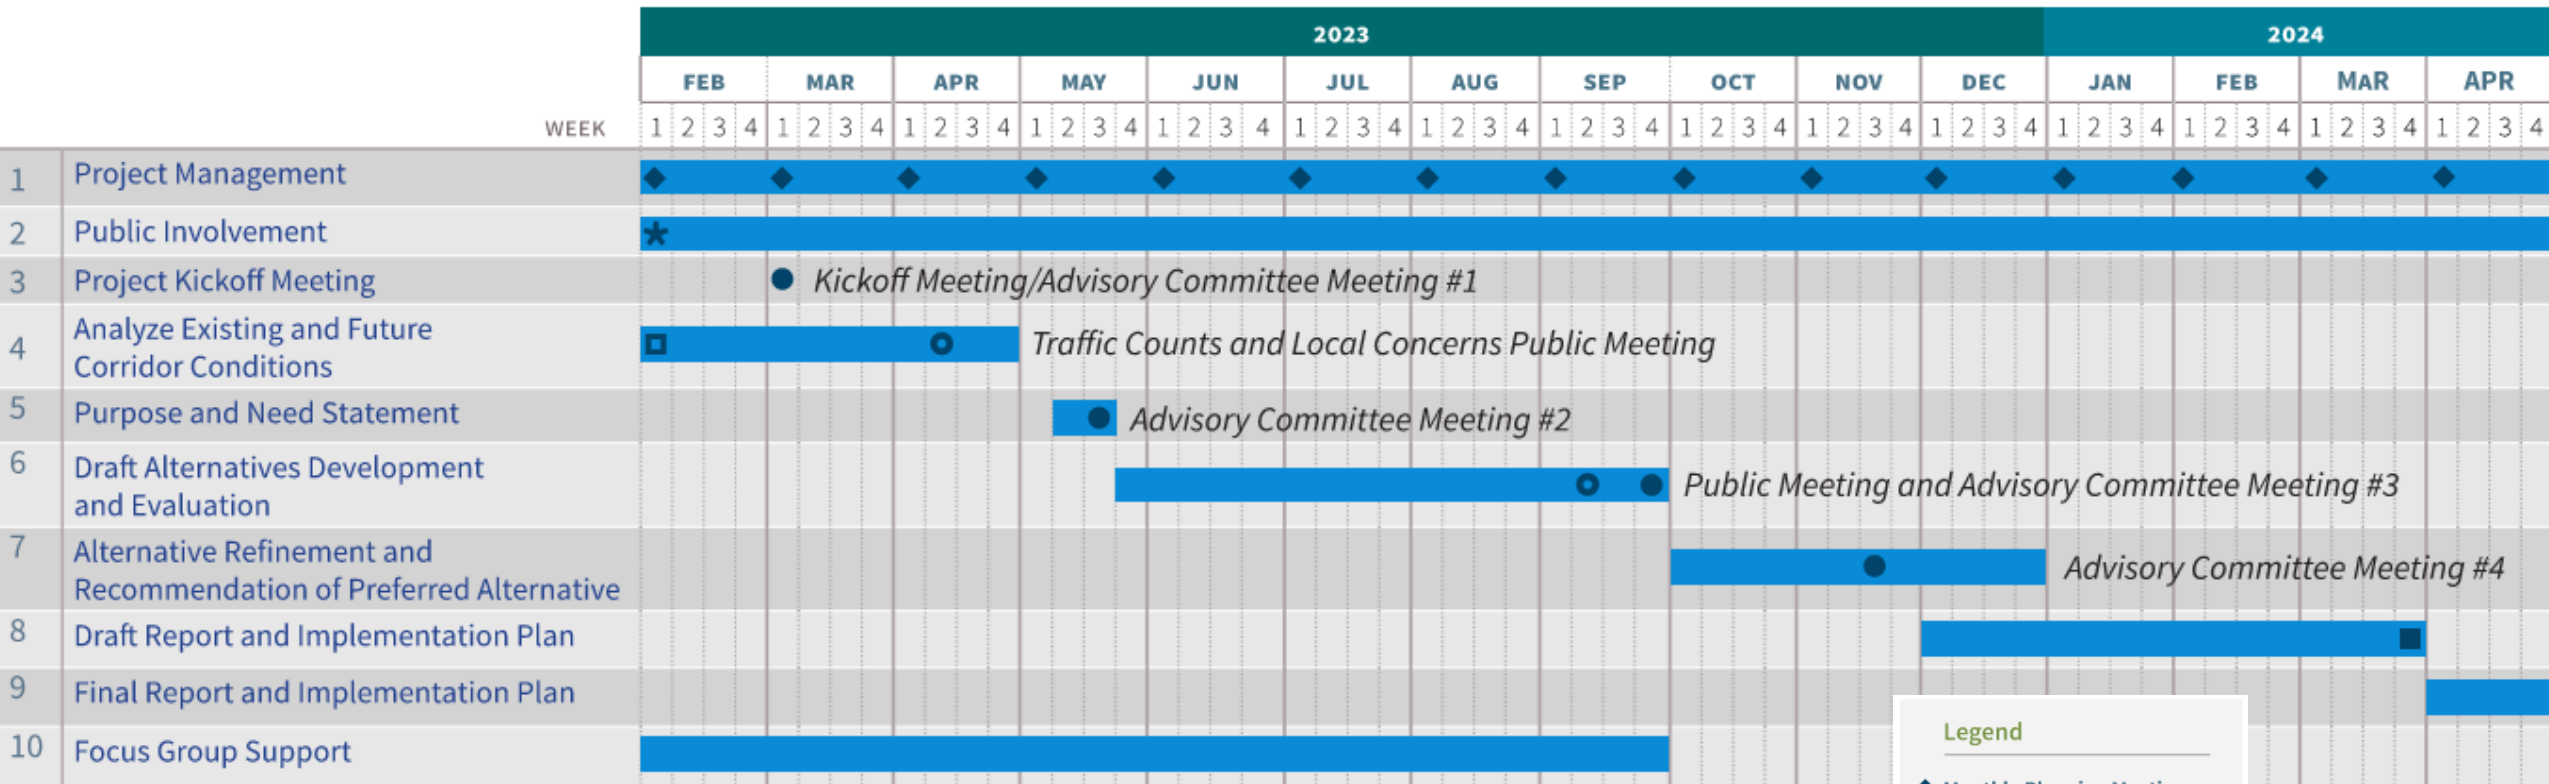 2023 2024
FEB MAR APR MAY JUN JUL AUG SEP OCT NOV DEC JAN FEB MAR APR
WEEK 1 2 3 4 1 2 3 4 1 2 3 4 1 2 3 4 1 2 3 4 1 2 3 4 1 2 3 4 1 2 3 4 1 2 3 4 1 2 3 4 1 2 3 4 1 2 3 4 1 2 3 4 1 2 3 4 1 2 3 4
1 Project Management
2 Public Involvement
3 Project Kickoff Meeting Kickoff Meeting/Advisory Committee Meeting #1
4 Analyze Existing and Future
Corridor Conditions
Traffic Counts and Local Concerns Public Meeting
5 Purpose and Need Statement Advisory Committee Meeting #2
6 Draft Alternatives Development
and Evaluation
Public Meeting and Advisory Committee Meeting #3
7 Alternative Refinement and
Recommendation of Preferred Alternative
Advisory Committee Meeting #4
8 Draft Report and Implementation Plan
9 Final Report and Implementation Plan
10 Focus Group Support
Legend